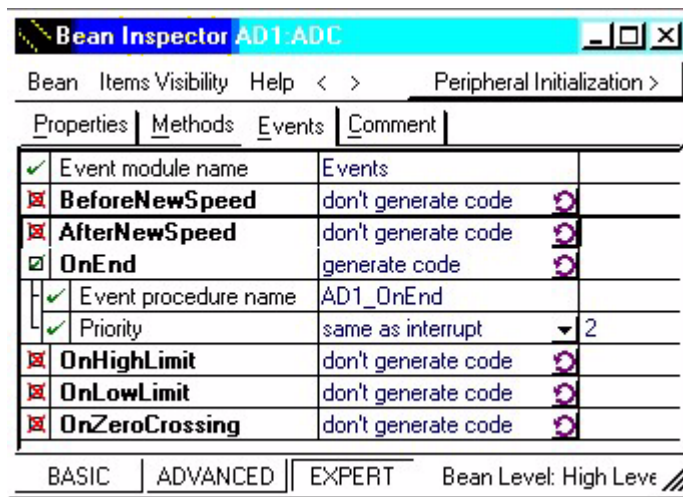 Bean Inspector AD1:ADC
Bean Items Visibility Help < > Peripheral Initialization >
Properties Methods Events Comment
Event module name Events
BeforeNewSpeed don't generate code
AfterNewSpeed don't generate code
OnEnd generate code
Event procedure name AD1_OnEnd
Priority same as interrupt 2
OnHighLimit don't generate code
OnLowLimit don't generate code
OnZeroCrossing don't generate code
BASIC ADVANCED EXPERT Bean Level: High Leve